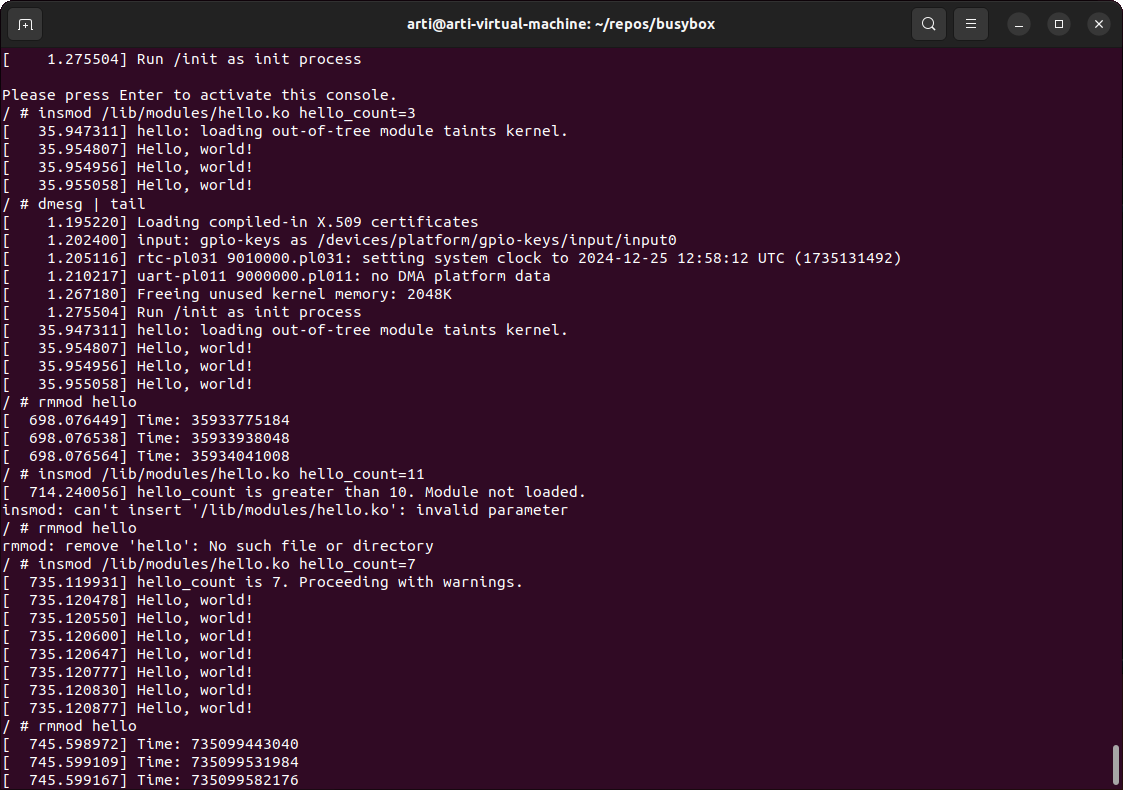 arti@arti-virtual-machine: ~/repos/busybox
[    1.275504] Run /init as init process
Please press Enter to activate this console.
/ # insmod /lib/modules/hello.ko hello_count=3
[   35.947311] hello: loading out-of-tree module taints kernel.
[   35.954807] Hello, world!
[   35.954956] Hello, world!
[   35.955058] Hello, world!
/ # dmesg | tail
[    1.195220] Loading compiled-in X.509 certificates
[    1.202400] input: gpio-keys as /devices/platform/gpio-keys/input/input0
[    1.205116] rtc-pl031 9010000.pl031: setting system clock to 2024-12-25 12:58:12 UTC (1735131492)
[    1.210217] uart-pl011 9000000.pl011: no DMA platform data
[    1.267180] Freeing unused kernel memory: 2048K
[    1.275504] Run /init as init process
[   35.947311] hello: loading out-of-tree module taints kernel.
[   35.954807] Hello, world!
[   35.954956] Hello, world!
[   35.955058] Hello, world!
/ # rmmod hello
[  698.076449] Time: 35933775184
[  698.076538] Time: 35933938048
[  698.076564] Time: 35934041008
/ # insmod /lib/modules/hello.ko hello_count=11
[  714.240056] hello_count is greater than 10. Module not loaded.
insmod: can't insert '/lib/modules/hello.ko': invalid parameter
/ # rmmod hello
rmmod: remove 'hello': No such file or directory
/ # insmod /lib/modules/hello.ko hello_count=7
[  735.119931] hello_count is 7. Proceeding with warnings.
[  735.120478] Hello, world!
[  735.120550] Hello, world!
[  735.120600] Hello, world!
[  735.120647] Hello, world!
[  735.120777] Hello, world!
[  735.120830] Hello, world!
[  735.120877] Hello, world!
/ # rmmod hello
[  745.598972] Time: 735099443040
[  745.599109] Time: 735099531984
[  745.599167] Time: 735099582176